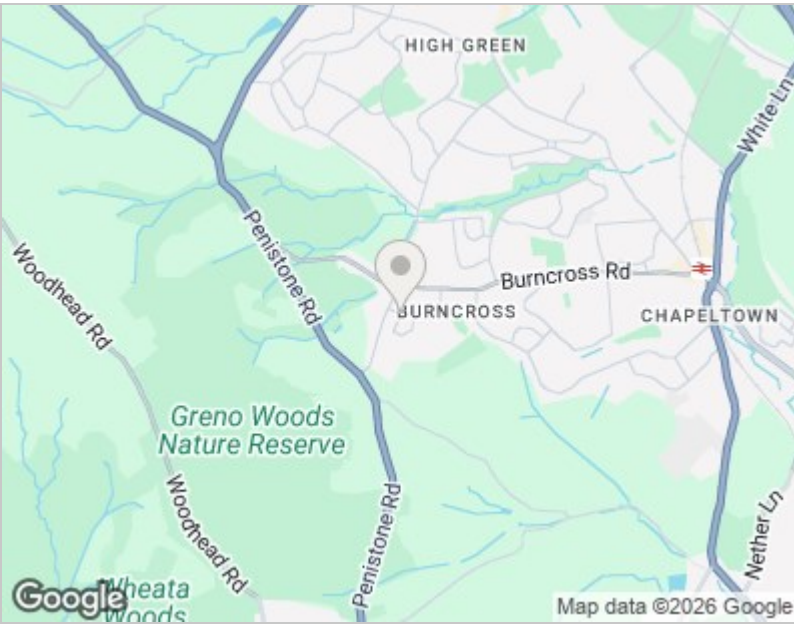 HIGH GREEN
White Ln
Penistone Rd
Woodhead Rd
Burncross Rd
BURNCROSS
CHAPELTOWN
Greno Woods
Nature Reserve
Woodhead Rd
Penistone Rd
Nether Ln
Wheata
Woods
Google
Map data ©2026 Google